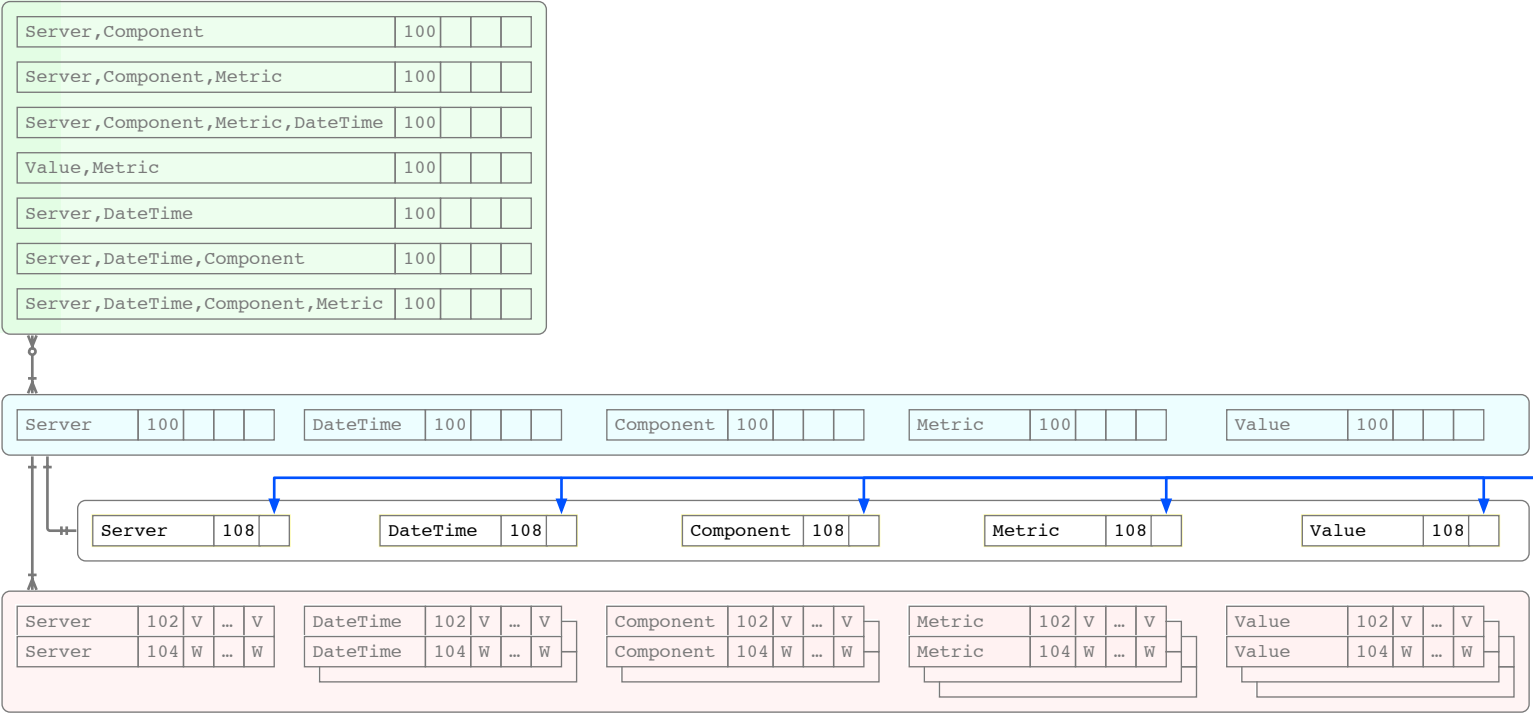 Server,Component 100
Server,Component,Metric 100
Server,Component,Metric,DateTime 100
Value,Metric 100
Server,DateTime 100
Server,DateTime,Component 100
Server,DateTime,Component,Metric 100
Server 100 DateTime 100 Component 100 Metric 100 Value 100
Server 108 DateTime 108 Component 108 Metric 108 Value 108
Server 102 V … V DateTime 102 V … V Component 102 V … V Metric 102 V … V Value 102 V … V
Server 104 W … W DateTime 104 W … W Component 104 W … W Metric 104 W … W Value 104 W … W